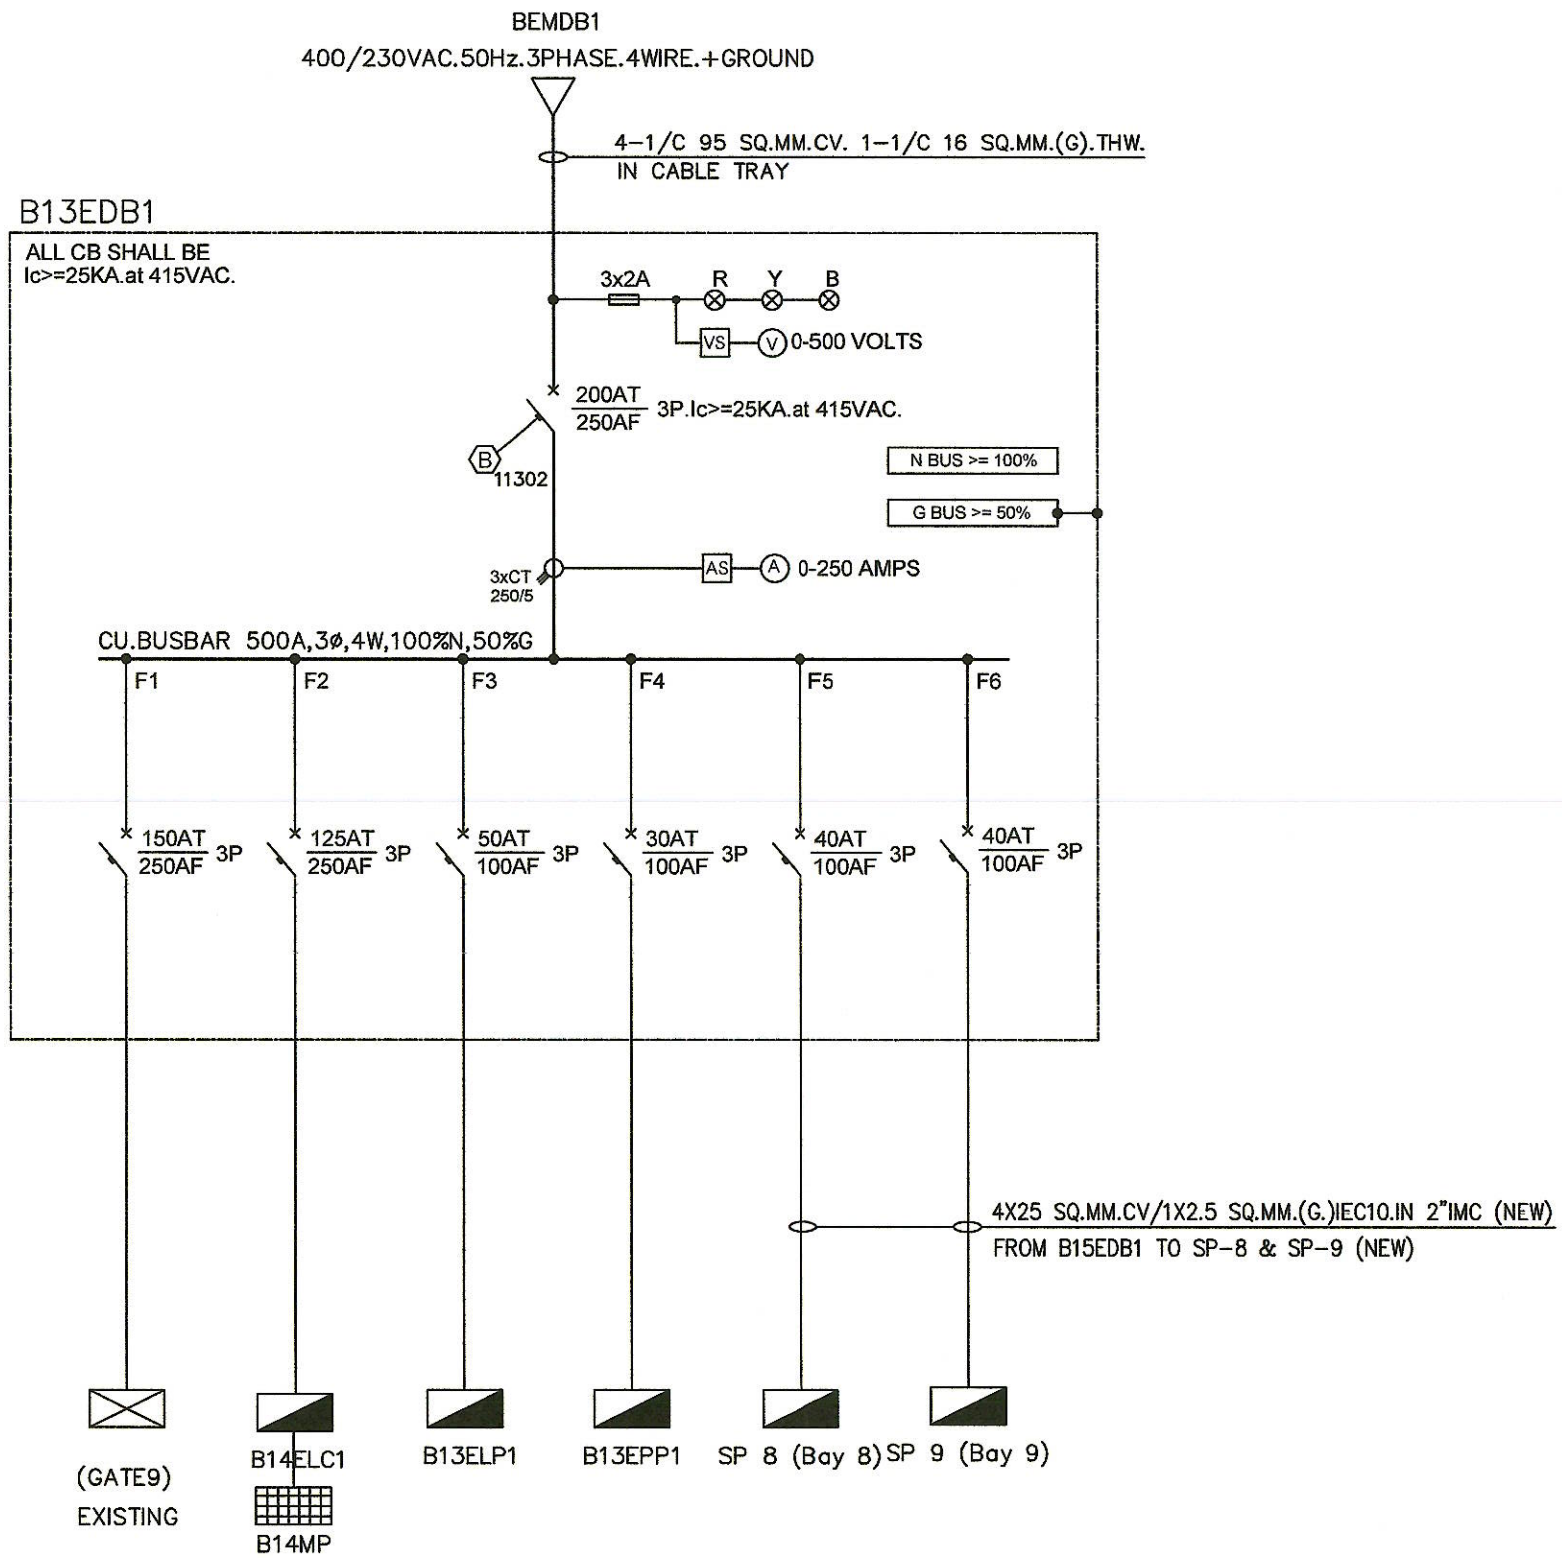 BEMDB1
400/230VAC.50Hz.3PHASE.4WIRE.+GROUND
4-1/C 95 SQ.MM.CV. 1-1/C 16 SQ.MM.(G).THW.
IN CABLE TRAY
B13EDB1
ALL CB SHALL BE
Ic>=25KA.at 415VAC.
3x2A
R
Y
B
VS
V
0-500 VOLTS
200AT
250AF
3P.Ic>=25KA.at 415VAC.
B
11302
N BUS >= 100%
G BUS >= 50%
3xCT
250/5
AS
A
0-250 AMPS
CU.BUSBAR 500A,3ø,4W,100%N,50%G
F1
F2
F3
F4
F5
F6
150AT
250AF
3P
125AT
250AF
3P
50AT
100AF
3P
30AT
100AF
3P
40AT
100AF
3P
40AT
100AF
3P
4X25 SQ.MM.CV/1X2.5 SQ.MM.(G.)IEC10.IN 2"IMC (NEW)
FROM B15EDB1 TO SP-8 & SP-9 (NEW)
(GATE9)
EXISTING
B14ELC1
B14MP
B13ELP1
B13EPP1
SP 8 (Bay 8)
SP 9 (Bay 9)